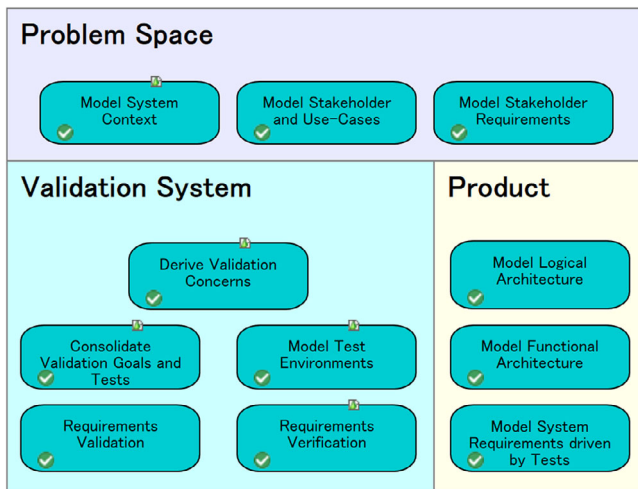 Problem Space
Model System
Context
Model Stakeholder
and Use-Cases
Model Stakeholder
Requirements
Validation System
Derive Validation
Concerns
Consolidate
Validation Goals and
Tests
Model Test
Environments
Requirements
Validation
Requirements
Verification
Product
Model Logical
Architecture
Model Functional
Architecture
Model System
Requirements driven
by Tests